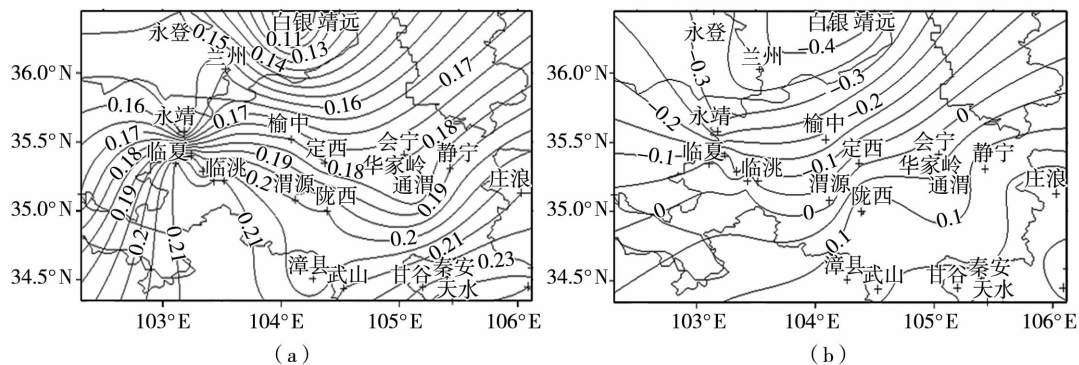 白银 靖远
永登
0.15
0.11
0.13
0.14
兰州
36.0°N
0.17
0.16
0.16
永靖
0.17
榆中
0.18
35.5°N
0.17
定西
会宁
临夏
0.19
华家岭
静宁
0.18
临洮
0.18
0.2
渭源
通渭
庄浪
0.19
陇西
0.19
35.0°N
0.2
0.21
0.21
0.2
0.21
漳县
武山
甘谷
秦安
0.23
天水
34.5°N
103°E
104°E
105°E
106°E
(a)
白银 靖远
永登
-0.4
兰州
36.0°N
-0.3
-0.3
-0.2
永靖
-0.2
榆中
0
35.5°N
定西
会宁
-0.1
临夏
-0.1
华家岭
静宁
临洮
渭源
通渭
庄浪
陇西
35.0°N
0
0
0.1
0.1
漳县
武山
甘谷
秦安
天水
34.5°N
103°E
104°E
105°E
106°E
(b)